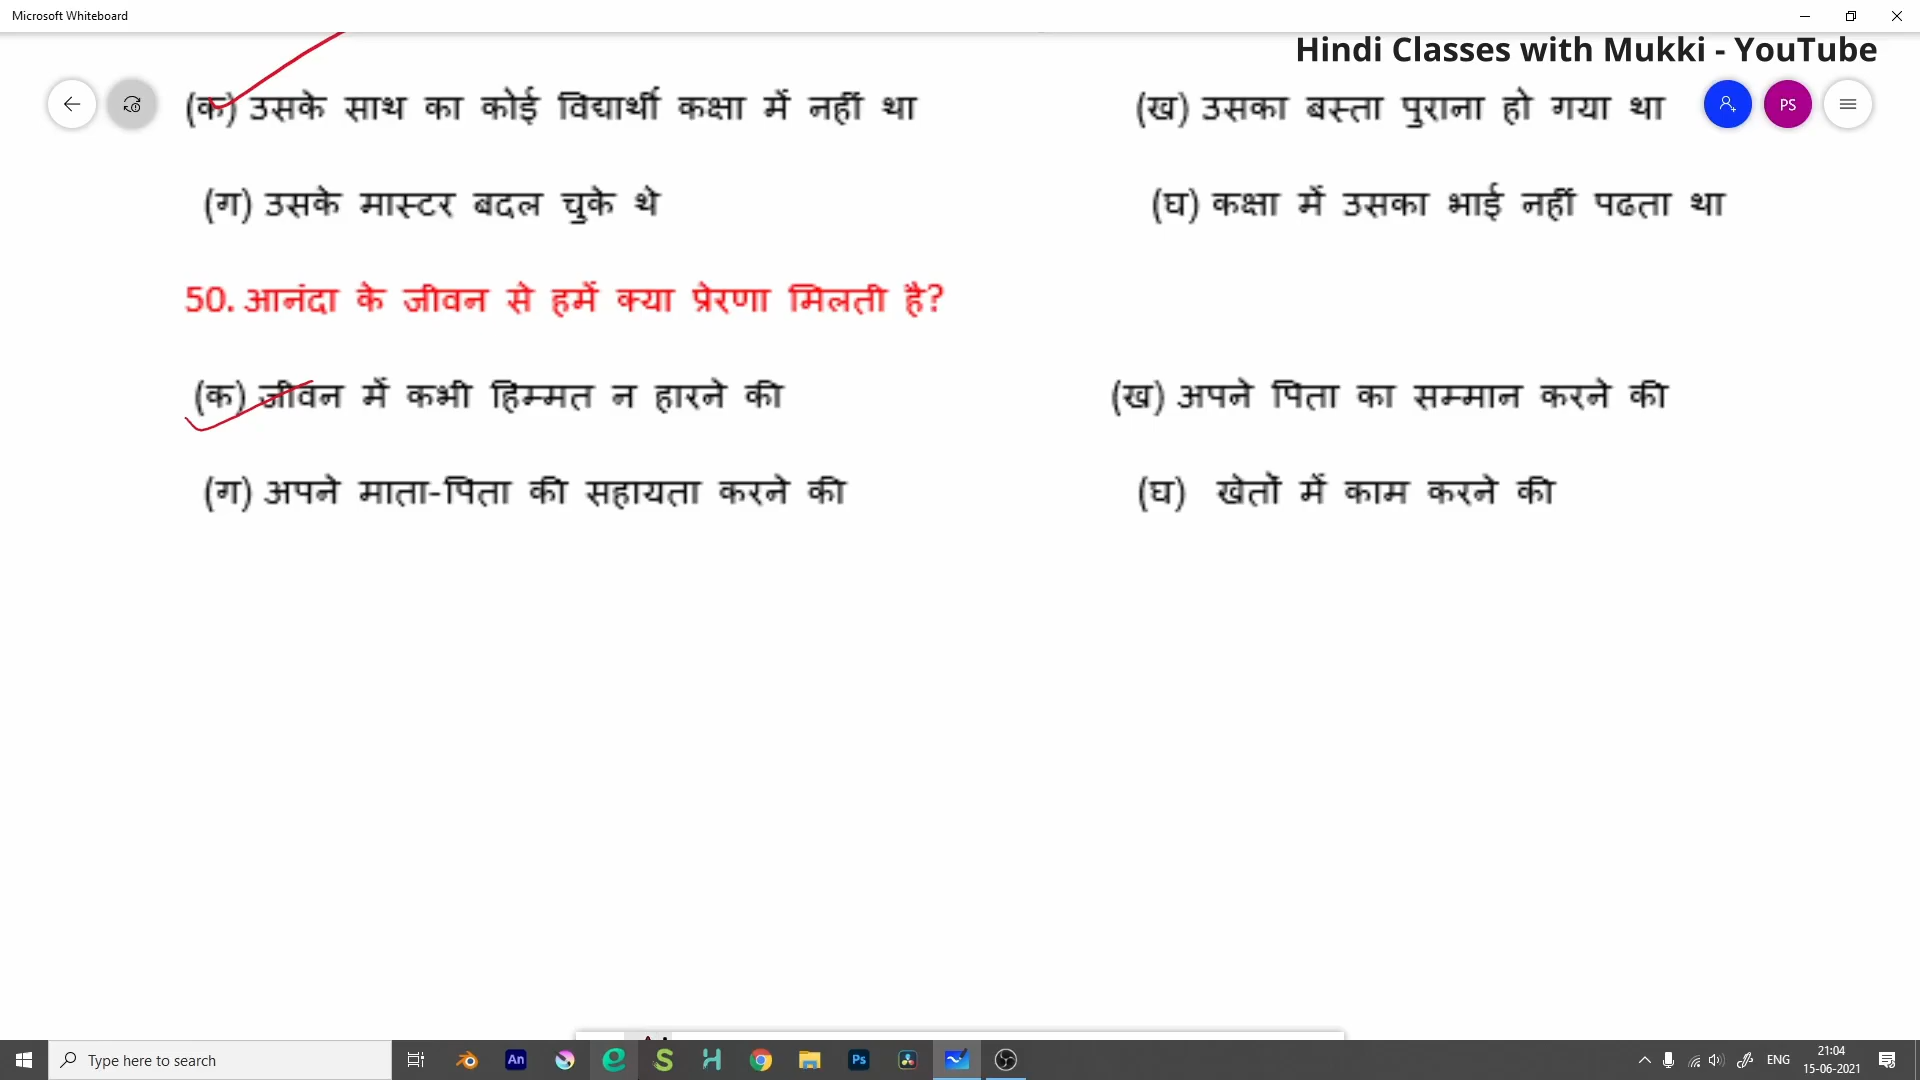 Microsoft Whiteboard
Hindi Classes with Mukki - YouTube
(क) उसके साथ का कोई विद्यार्थी कक्षा में नहीं था (ख) उसका बस्ता पुराना हो गया था
PS
(ग) उसके मास्टर बदल चुके थे (घ) कक्षा में उसका भाई नहीं पढता था
50. आनंदा के जीवन से हमें क्या प्रेरणा मिलती है?
(क) जीवन में कभी हिम्मत न हारने की (ख) अपने पिता का सम्मान करने की
(ग) अपने माता-पिता की सहायता करने की (घ) खेतों में काम करने की
Type here to search An Ps ENG 21:04
15-06-2021